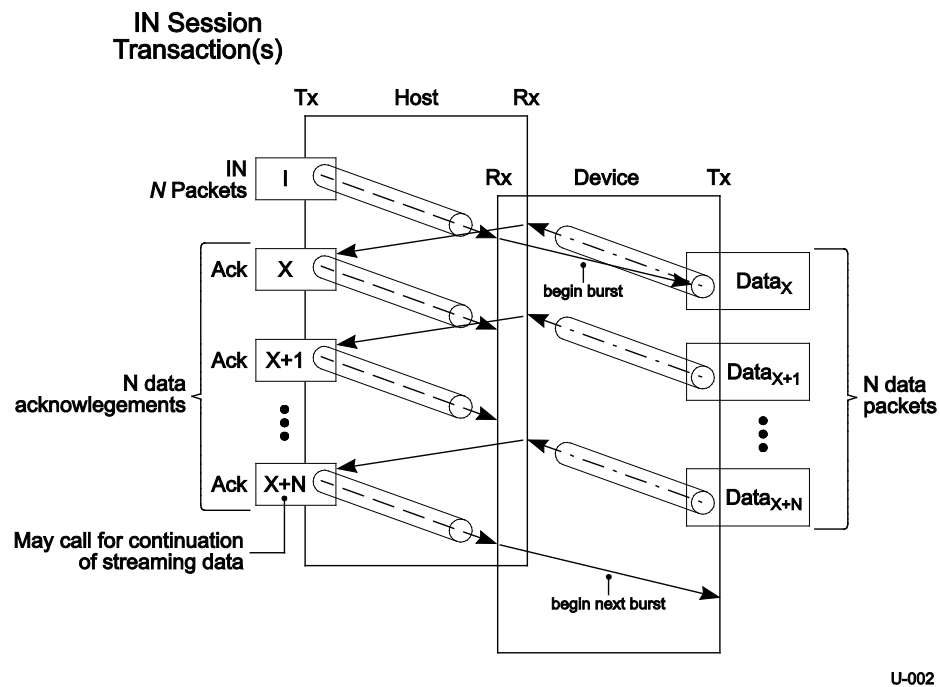 IN Session
Transaction(s)
Tx Host Rx
IN
N Packets
I
Rx Device Tx
Ack X
DataX
begin burst
Ack X+1
DataX+1
N data
acknowlegements
N data
packets
Ack X+N
DataX+N
May call for continuation
of streaming data
begin next burst
U-002